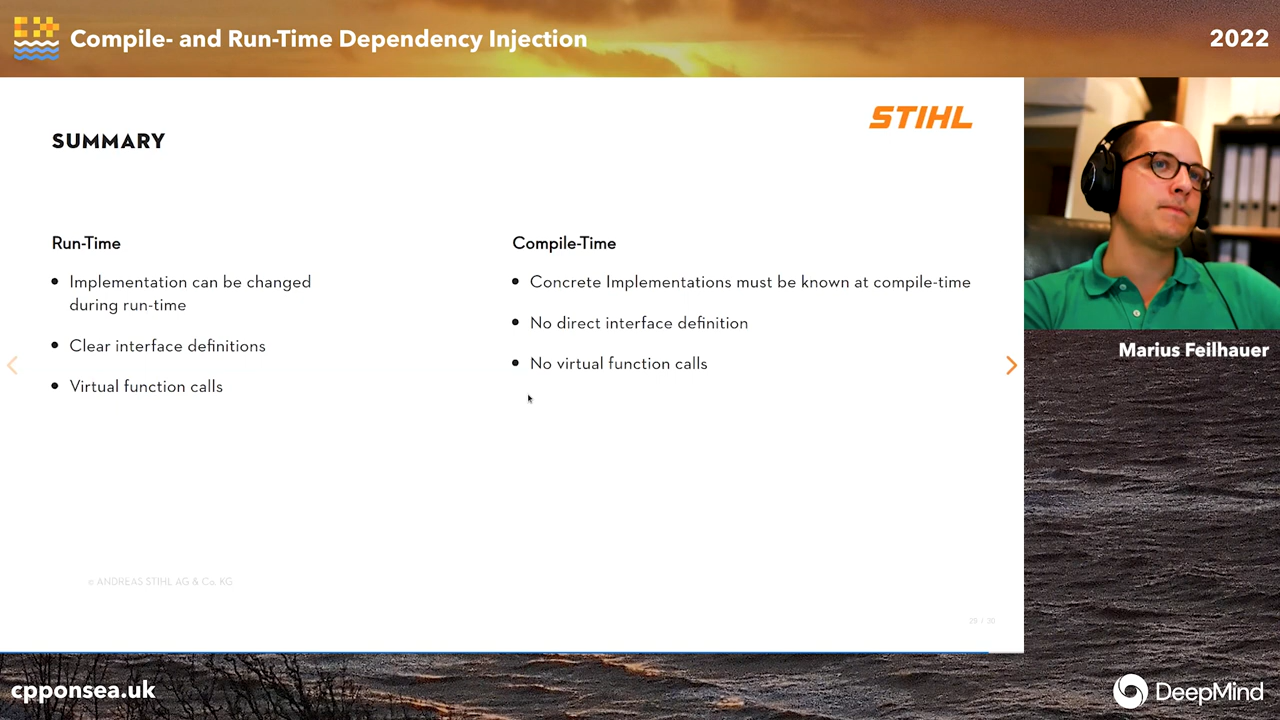 Compile- and Run-Time Dependency Injection
2022
STIHL
SUMMARY
Run-Time
• Implementation can be changed
during run-time
• Clear interface definitions
• Virtual function calls
Compile-Time
• Concrete Implementations must be known at compile-time
• No direct interface definition
• No virtual function calls
Marius Feilhauer
© ANDREAS STIHL AG & Co. KG
29 / 30
cpponsea.uk
DeepMind